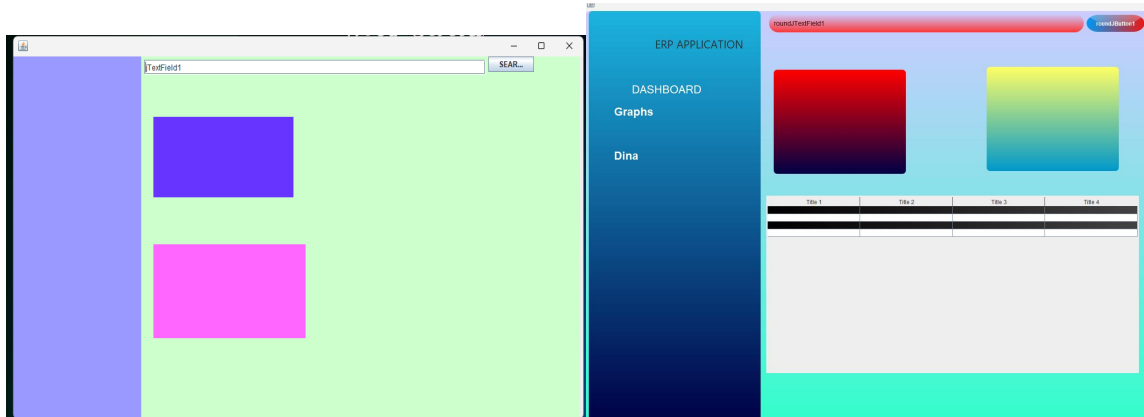 jTextField1
SEAR...
roundJTextField1
roundJButton1
ERP APPLICATION
DASHBOARD
Graphs
Dina
Title 1 Title 2 Title 3 Title 4